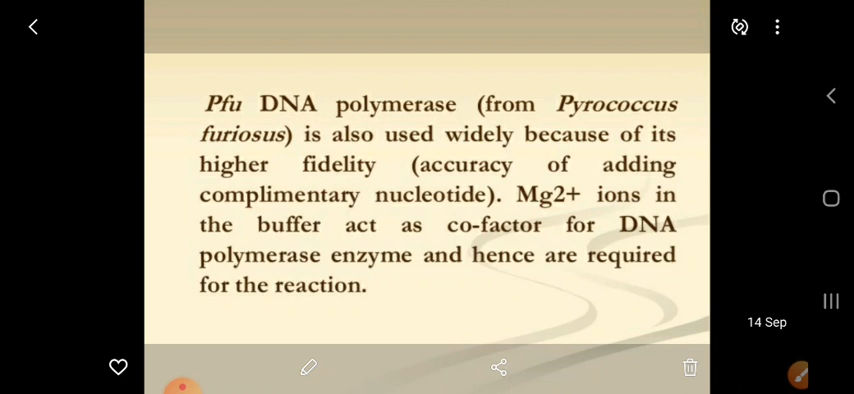 Pfu DNA polymerase (from Pyrococcus
furiosus) is also used widely because of its
higher fidelity (accuracy of adding
complimentary nucleotide). Mg2+ ions in
the buffer act as co-factor for DNA
polymerase enzyme and hence are required
for the reaction.
14 Sep